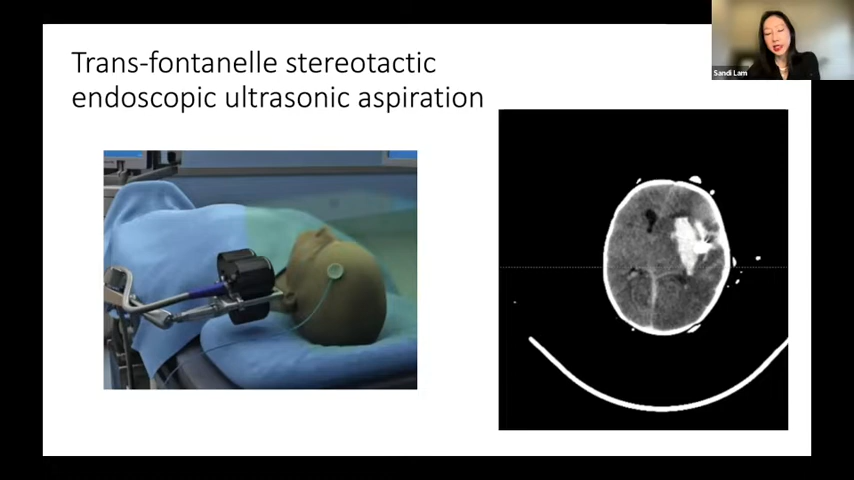 Trans-fontanelle stereotactic
endoscopic ultrasonic aspiration
Sandi Lam